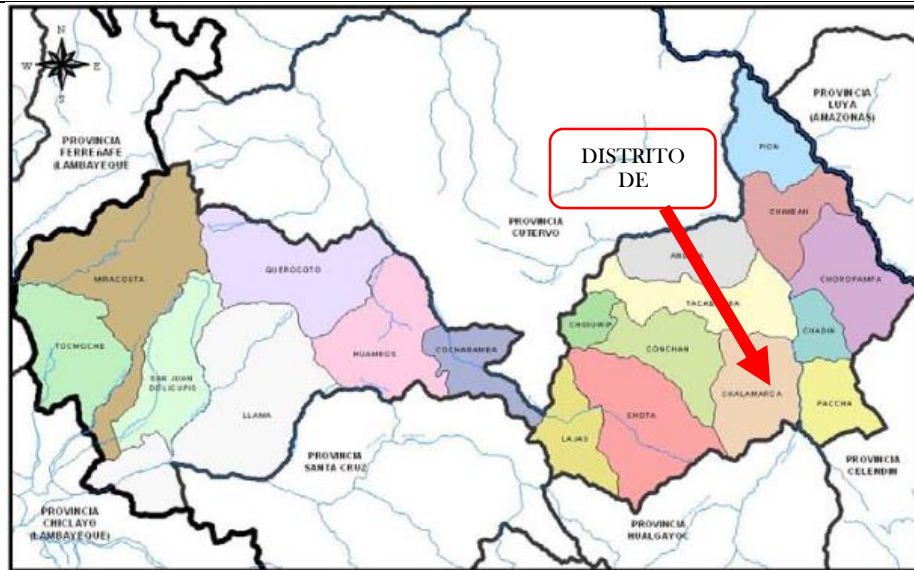 N
W E
S
PROVINCIA
FERREÑAFE
(LAMBAYEQUE
PROVINCIA
LUYA
(AMAZONAS)
DISTRITO
DE
PION
CHIMBAN
PROVINCIA
CUTERVO
MIRACOSTA
QUEROCOTO
CHOROPAMPA
TOCMOCHE
SAN JUAN
DE LICUPIS
HUAMBOS
COCHABAMBA
CHIGUIRIP
CHADIN
CONCHAN
LLAMA
CHALAMARCA
PACCHA
CHOTA
LAJAS
PROVINCIA
SANTA CRUZ
PROVINCIA
CELENDIN
PROVINCIA
CHICLAYO
(LAMBAYEQUE)
PROVINCIA
HUALGAYOC